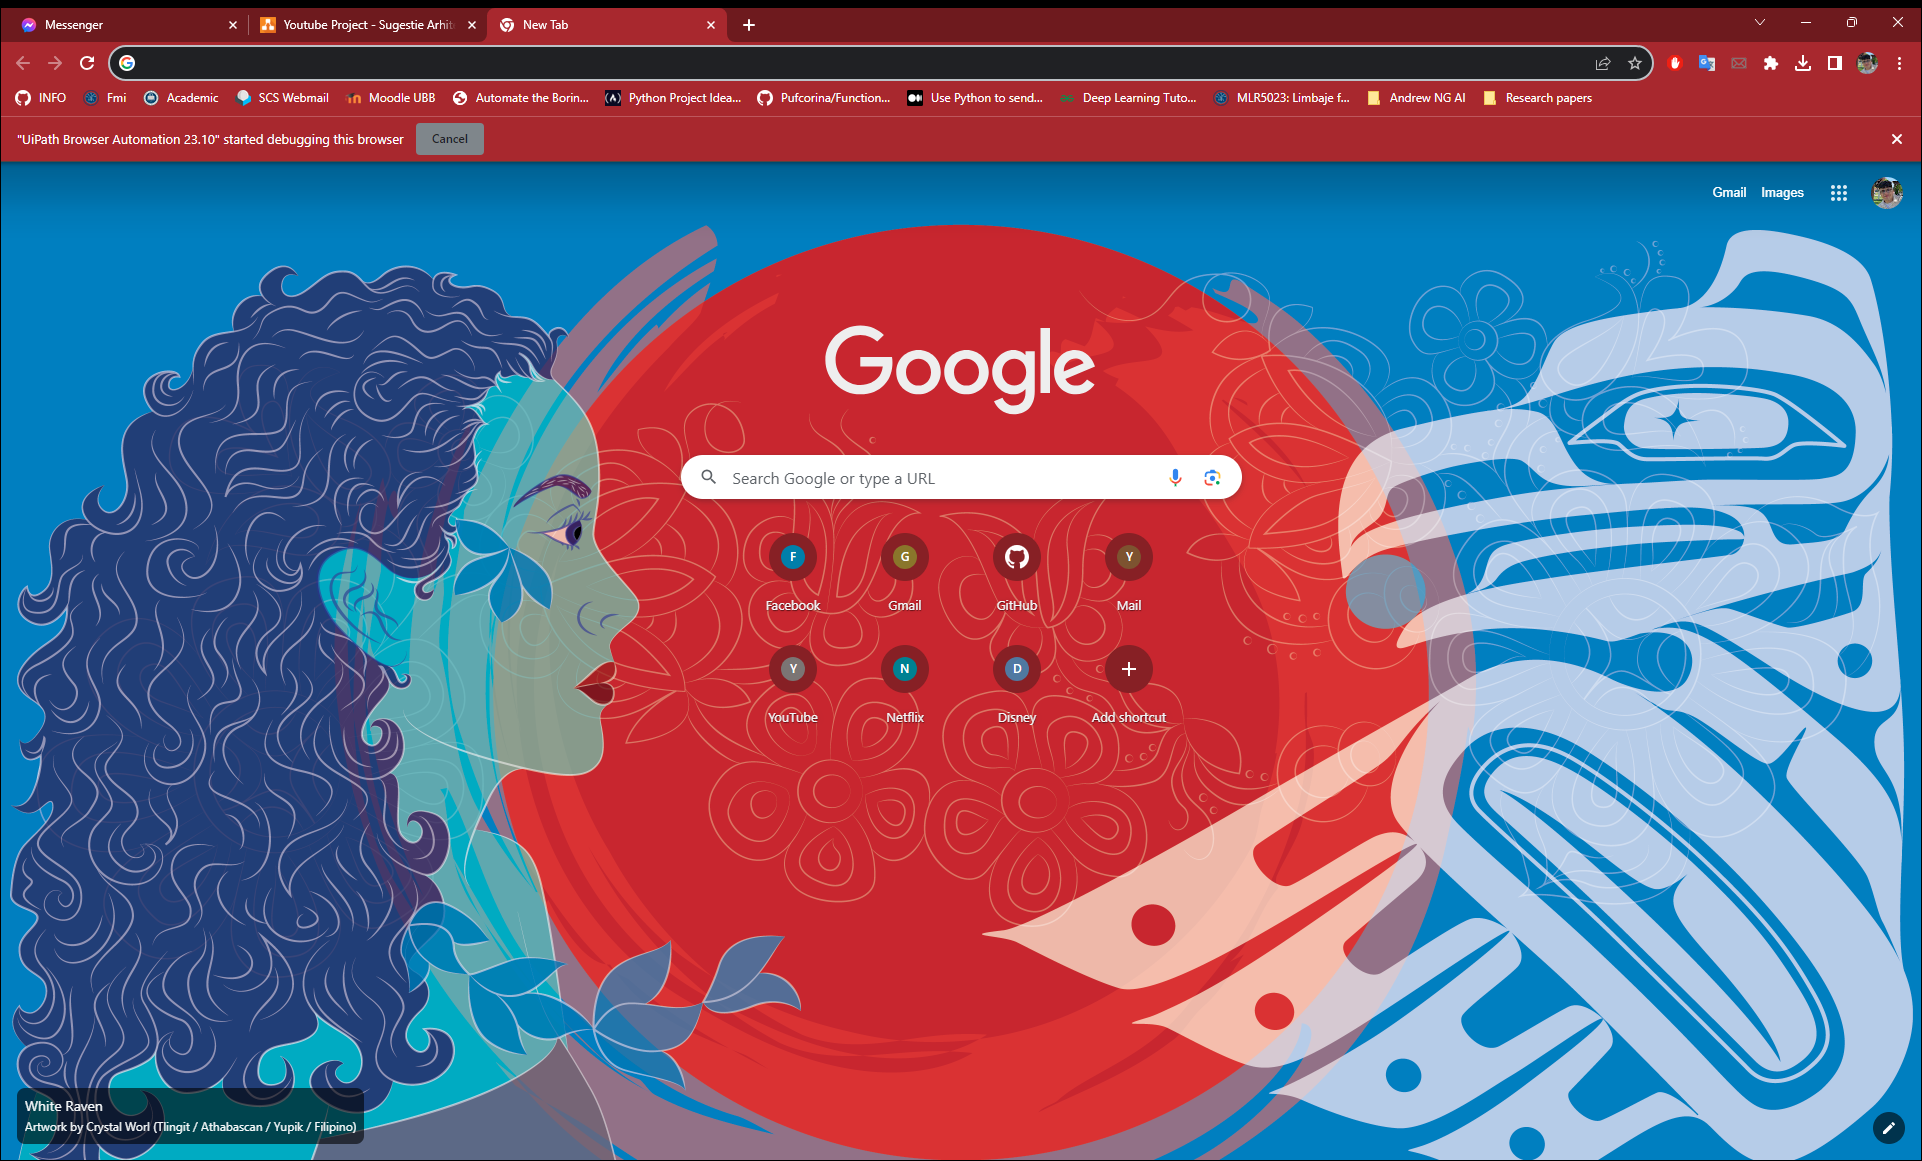 Messenger
Youtube Project - Sugestie Arhit
New Tab
INFO
Fmi
Academic
SCS Webmail
Moodle UBB
Automate the Borin...
Python Project Idea...
Pufcorina/Function...
Use Python to send...
Deep Learning Tuto...
MLR5023: Limbaje f...
Andrew NG AI
Research papers
"UiPath Browser Automation 23.10" started debugging this browser
Cancel
Gmail
Images
Google
Search Google or type a URL
F
G
Y
Facebook
Gmail
GitHub
Mail
Y
N
D
YouTube
Netflix
Disney
Add shortcut
White Raven
Artwork by Crystal Worl (Tlingit / Athabascan / Yupik / Filipino)